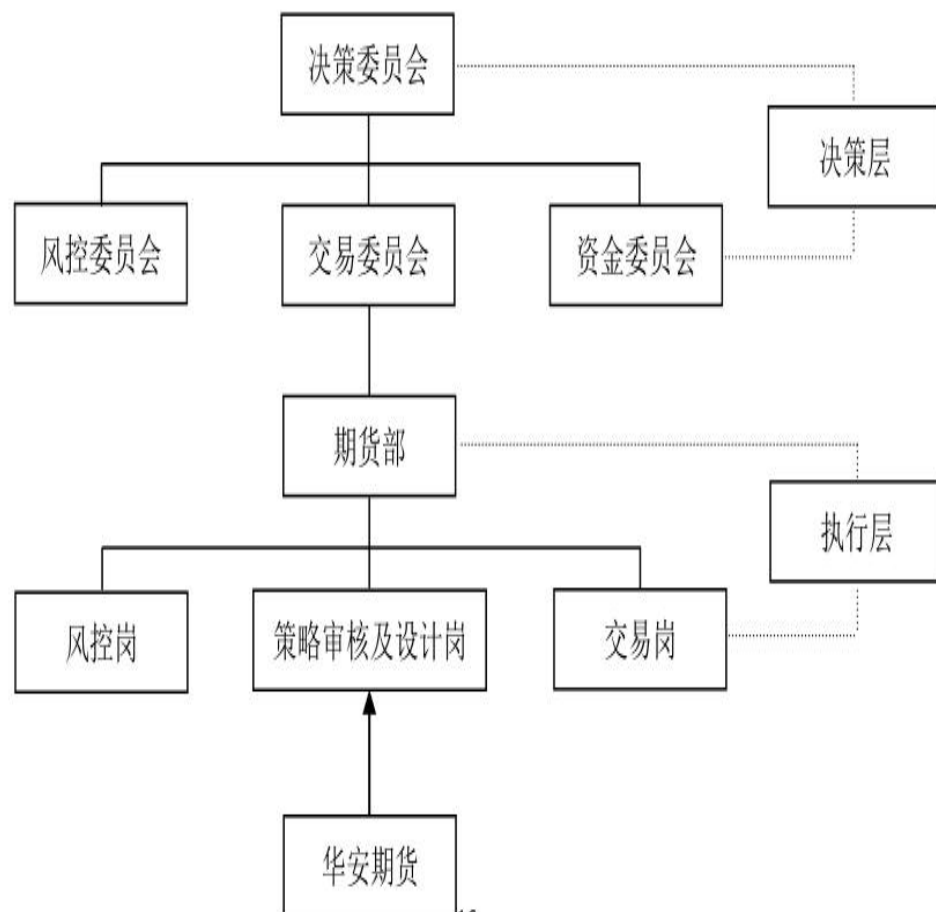 决策委员会
决策层
风控委员会
交易委员会
资金委员会
期货部
执行层
风控岗
策略审核及设计岗
交易岗
华安期货